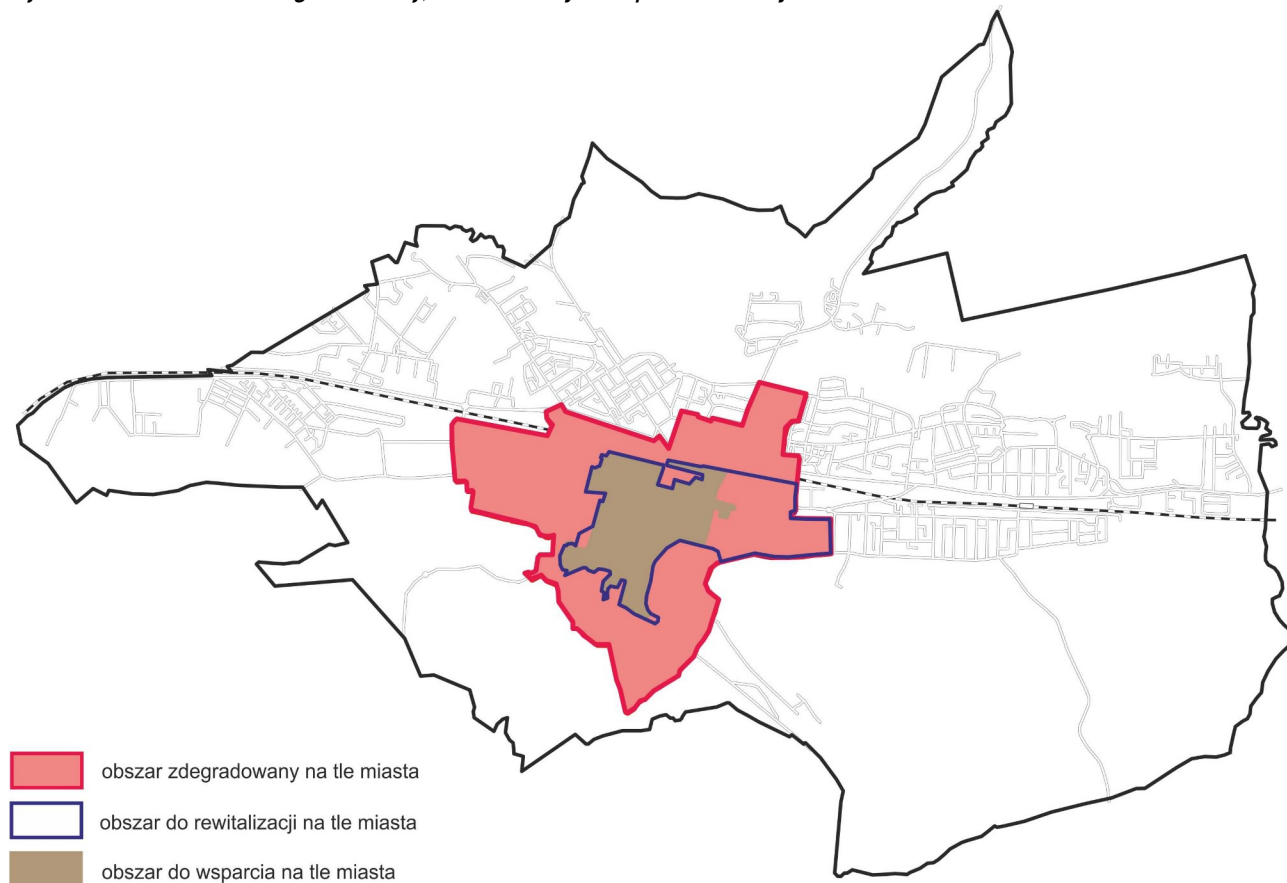 obszar zdegradowany na tle miasta
obszar do rewitalizacji na tle miasta
obszar do wsparcia na tle miasta